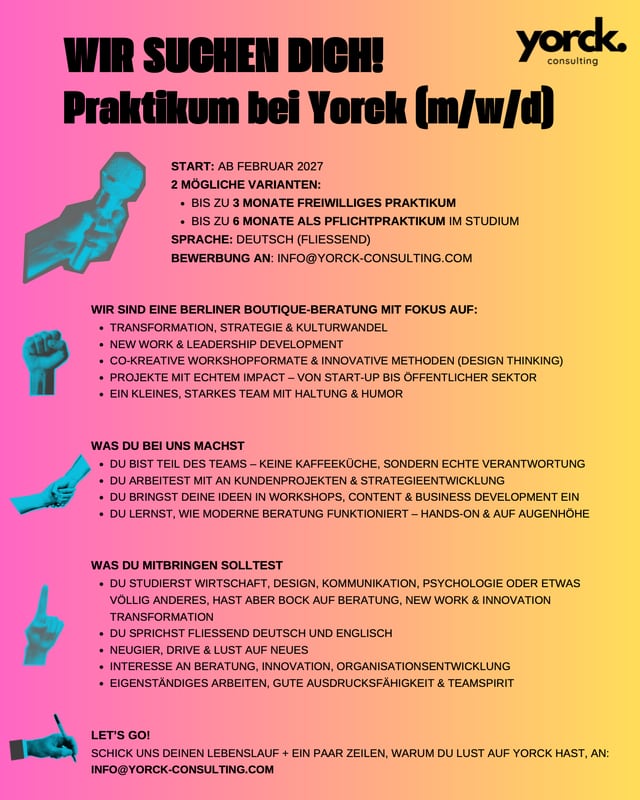 WIR SUCHEN DICH!
yorck.
consulting
Praktikum bei Yorck (m/w/d)
START: AB FEBRUAR 2027
2 MÖGLICHE VARIANTEN:
• BIS ZU 3 MONATE FREIWILLIGES PRAKTIKUM
• BIS ZU 6 MONATE ALS PFLICHTPRAKTIKUM IM STUDIUM
SPRACHE: DEUTSCH (FLIESSEND)
BEWERBUNG AN: INFO@YORCK-CONSULTING.COM
WIR SIND EINE BERLINER BOUTIQUE-BERATUNG MIT FOKUS AUF:
• TRANSFORMATION, STRATEGIE & KULTURWANDEL
• NEW WORK & LEADERSHIP DEVELOPMENT
• CO-KREATIVE WORKSHOPFORMATE & INNOVATIVE METHODEN (DESIGN THINKING)
• PROJEKTE MIT ECHTEM IMPACT – VON START-UP BIS ÖFFENTLICHER SEKTOR
• EIN KLEINES, STARKES TEAM MIT HALTUNG & HUMOR
WAS DU BEI UNS MACHST
• DU BIST TEIL DES TEAMS – KEINE KAFFEEKÜCHE, SONDERN ECHTE VERANTWORTUNG
• DU ARBEITEST MIT AN KUNDENPROJEKTEN & STRATEGIEENTWICKLUNG
• DU BRINGST DEINE IDEEN IN WORKSHOPS, CONTENT & BUSINESS DEVELOPMENT EIN
• DU LERNST, WIE MODERNE BERATUNG FUNKTIONIERT – HANDS-ON & AUF AUGENHÖHE
WAS DU MITBRINGEN SOLLTEST
• DU STUDIERST WIRTSCHAFT, DESIGN, KOMMUNIKATION, PSYCHOLOGIE ODER ETWAS
VÖLLIG ANDERES, HAST ABER BOCK AUF BERATUNG, NEW WORK & INNOVATION
TRANSFORMATION
• DU SPRICHST FLIESSEND DEUTSCH UND ENGLISCH
• NEUGIER, DRIVE & LUST AUF NEUES
• INTERESSE AN BERATUNG, INNOVATION, ORGANISATIONSENTWICKLUNG
• EIGENSTÄNDIGES ARBEITEN, GUTE AUSDRUCKSFÄHIGKEIT & TEAMSPIRIT
LET'S GO!
SCHICK UNS DEINEN LEBENSLAUF + EIN PAAR ZEILEN, WARUM DU LUST AUF YORCK HAST, AN:
INFO@YORCK-CONSULTING.COM